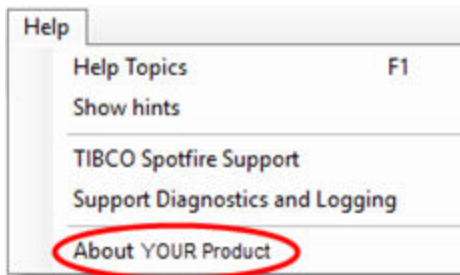 Help
Help Topics F1
Show hints
TIBCO Spotfire Support
Support Diagnostics and Logging
About YOUR Product